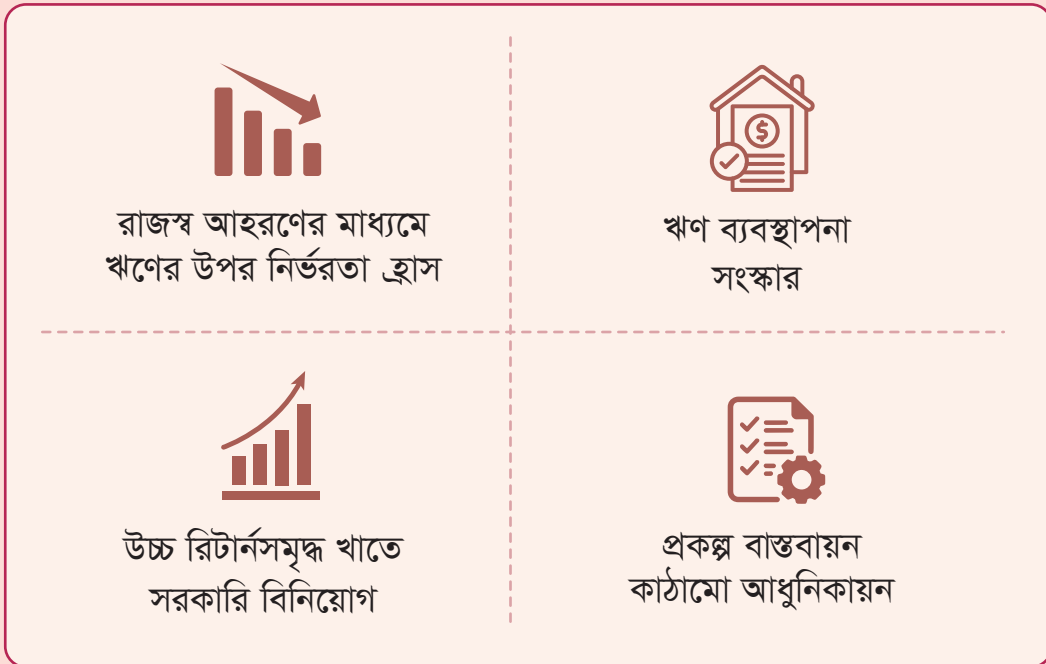 রাজস্ব আহরণের মাধ্যমে
ঋণের উপর নির্ভরতা হ্রাস
ঋণ ব্যবস্থাপনা
সংস্কার
উচ্চ রিটার্নসমৃদ্ধ খাতে
সরকারি বিনিয়োগ
প্রকল্প বাস্তবায়ন
কাঠামো আধুনিকায়ন